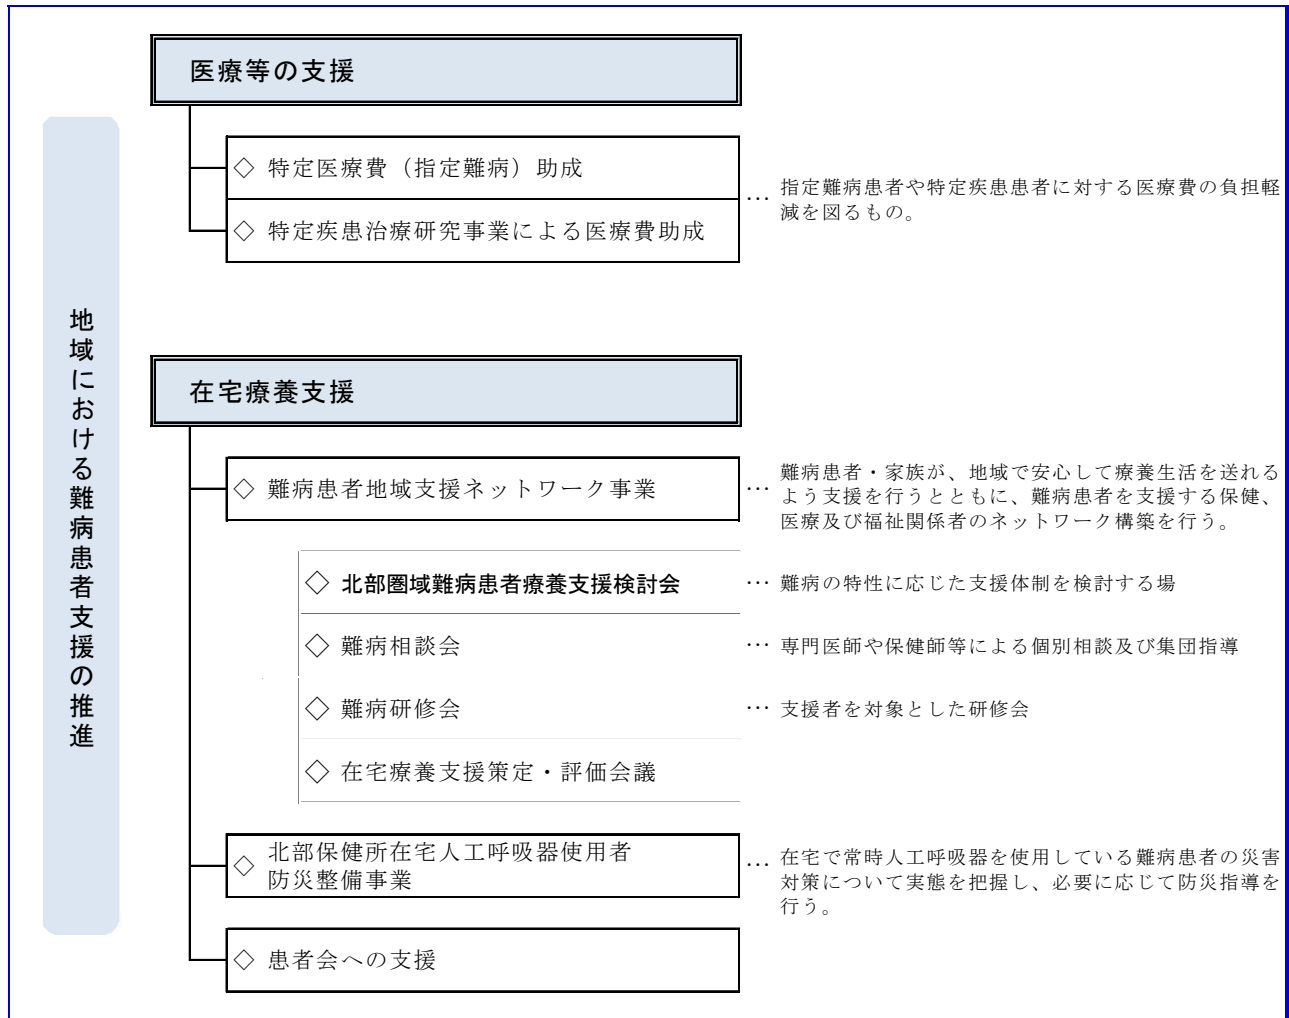 地域における難病患者支援の推進
医療等の支援
◇ 特定医療費（指定難病）助成
◇ 特定疾患治療研究事業による医療費助成
… 指定難病患者や特定疾患患者に対する医療費の負担軽
減を図るもの。
在宅療養支援
◇ 難病患者地域支援ネットワーク事業
… 難病患者・家族が、地域で安心して療養生活を送れる
よう支援を行うとともに、難病患者を支援する保健、
医療及び福祉関係者のネットワーク構築を行う。
◇ 北部圏域難病患者療養支援検討会
… 難病の特性に応じた支援体制を検討する場
◇ 難病相談会
… 専門医師や保健師等による個別相談及び集団指導
◇ 難病研修会
… 支援者を対象とした研修会
◇ 在宅療養支援策定・評価会議
◇ 北部保健所在宅人工呼吸器使用者
防災整備事業
… 在宅で常時人工呼吸器を使用している難病患者の災害
対策について実態を把握し、必要に応じて防災指導を
行う。
◇ 患者会への支援